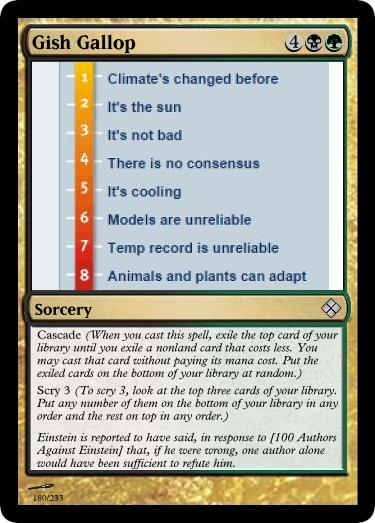 Gish Gallop 4
1 Climate's changed before
2 It's the sun
3 It's not bad
4 There is no consensus
5 It's cooling
6 Models are unreliable
7 Temp record is unreliable
8 Animals and plants can adapt
Sorcery
Cascade (When you cast this spell, exile the top card of your
library until you exile a nonland card that costs less. You
may cast that card without paying its mana cost. Put the
exiled cards on the bottom of your library at random.)
Scry 3 (To scry 3, look at the top three cards of your library.
Put any number of them on the bottom of your library in any
order and the rest on top in any order.)
Einstein is reported to have said, in response to [100 Authors
Against Einstein] that, if he were wrong, one author alone
would have been sufficient to refute him.
180/233